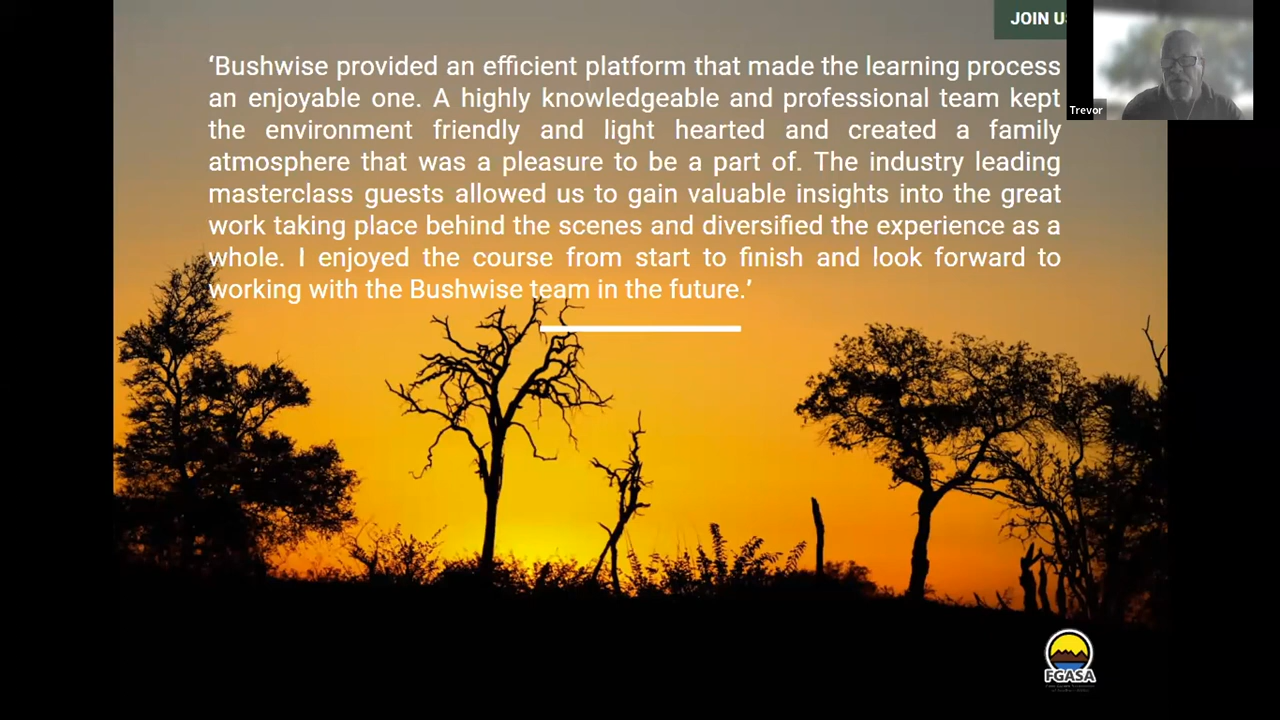 JOIN U
'Bushwise provided an efficient platform that made the learning process
an enjoyable one. A highly knowledgeable and professional team kept
the environment friendly and light hearted and created a family
atmosphere that was a pleasure to be a part of. The industry leading
masterclass guests allowed us to gain valuable insights into the great
work taking place behind the scenes and diversified the experience as a
whole. I enjoyed the course from start to finish and look forward to
working with the Bushwise team in the future.'
Trevor
FGASA